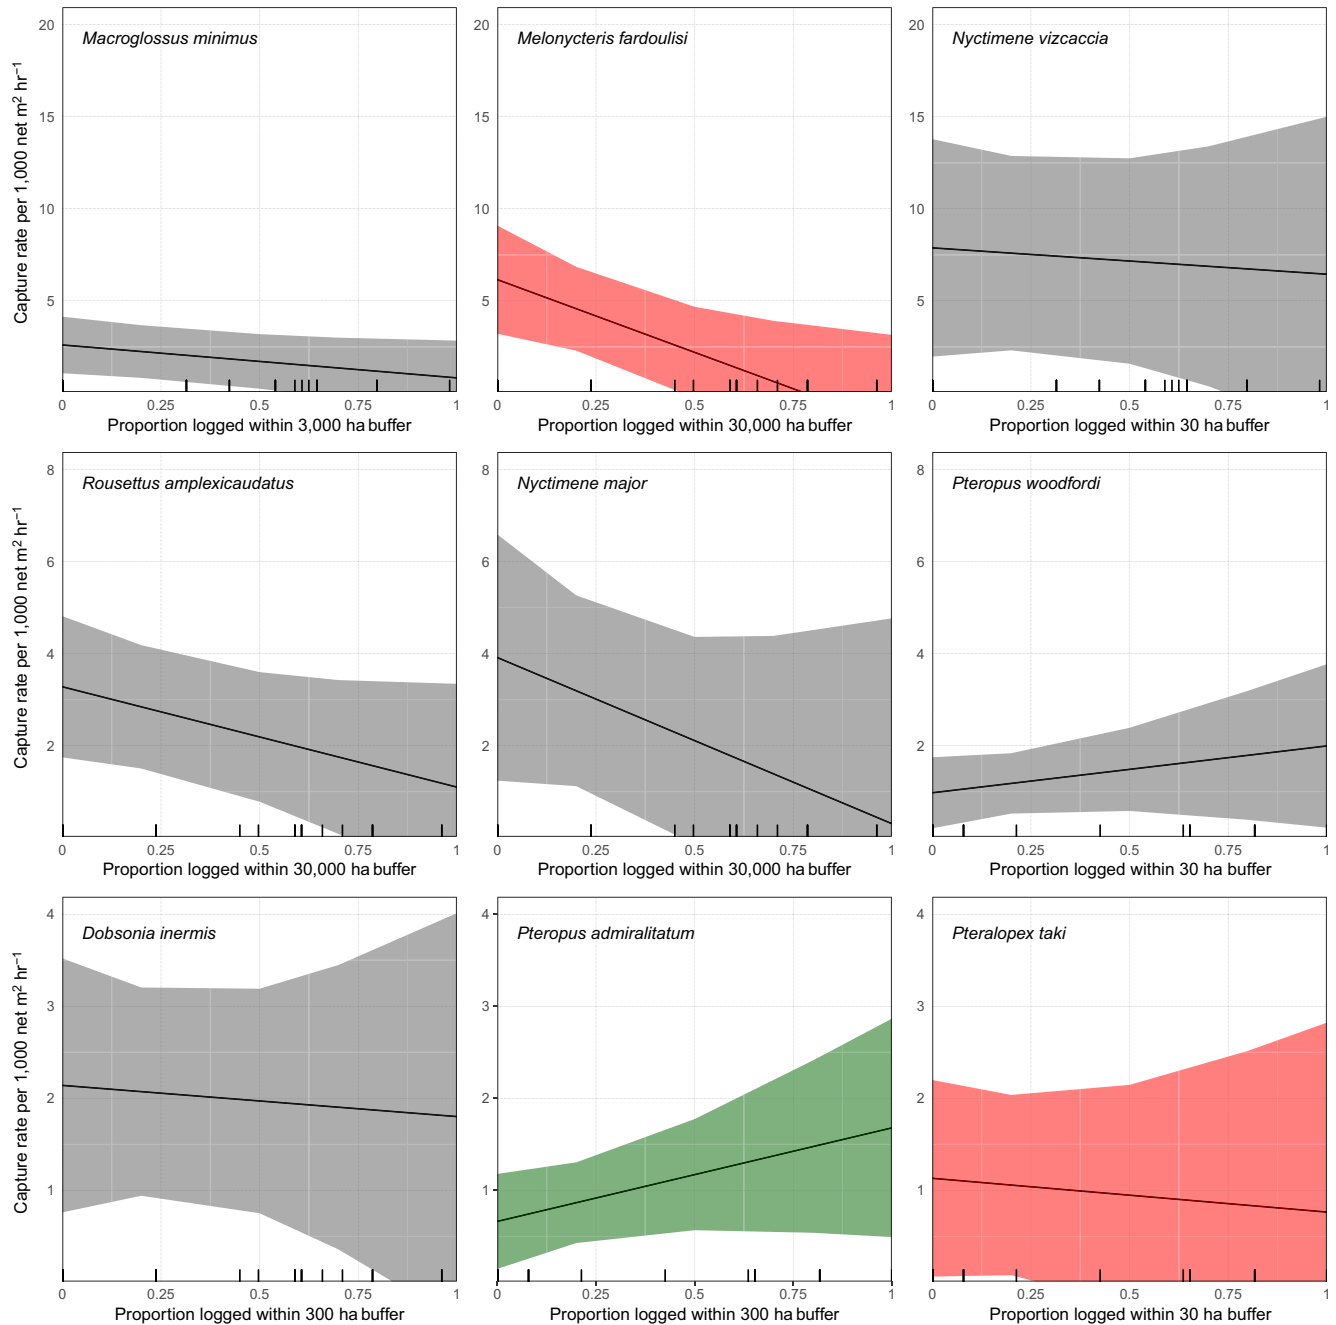 Macroglossus minimus
Melonycteris fardoulisi
Nyctimene vizcaccia
Capture rate per 1,000 net m² hr⁻¹
20
15
10
5
20
15
10
5
20
15
10
5
0 0.25 0.5 0.75 1
0 0.25 0.5 0.75 1
0 0.25 0.5 0.75 1
Proportion logged within 3,000 ha buffer
Proportion logged within 30,000 ha buffer
Proportion logged within 30 ha buffer
Rousettus amplexicaudatus
Nyctimene major
Pteropus woodfordi
Capture rate per 1,000 net m² hr⁻¹
8
6
4
2
8
6
4
2
8
6
4
2
0 0.25 0.5 0.75 1
0 0.25 0.5 0.75 1
0 0.25 0.5 0.75 1
Proportion logged within 30,000 ha buffer
Proportion logged within 30,000 ha buffer
Proportion logged within 30 ha buffer
Dobsonia inermis
Pteropus admiralitatum
Pteralopex taki
Capture rate per 1,000 net m² hr⁻¹
4
3
2
1
4
3
2
1
4
3
2
1
0 0.25 0.5 0.75 1
0 0.25 0.5 0.75 1
0 0.25 0.5 0.75 1
Proportion logged within 300 ha buffer
Proportion logged within 300 ha buffer
Proportion logged within 30 ha buffer